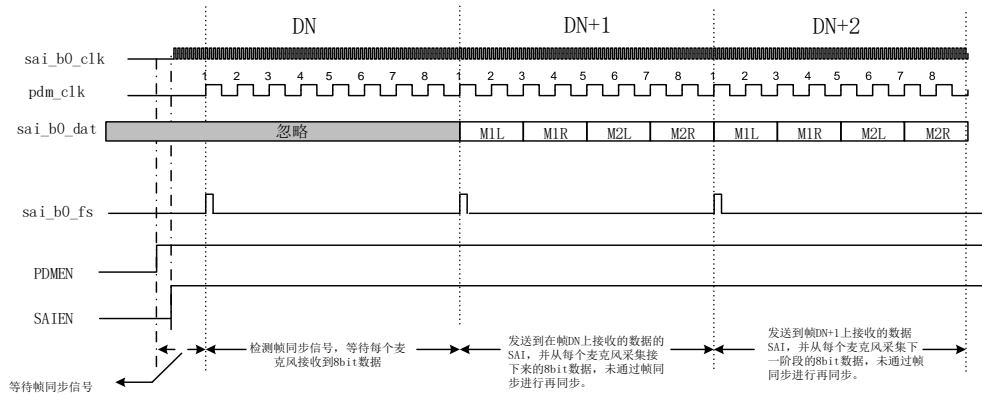 DN DN+1 DN+2
sai_b0_clk
1 2 3 4 5 6 7 8 1 2 3 4 5 6 7 8 1 2 3 4 5 6 7 8
pdm_clk
sai_b0_dat 忽略 M1L M1R M2L M2R M1L M1R M2L M2R
sai_b0_fs
PDMEN
SAIEN
检测帧同步信号，等待每个麦
克风接收到8bit数据
发送到在帧DN上接收的数据的
SAI，并从每个麦克风采集接
下来的8bit数据，未通过帧同
步进行再同步。
发送到帧DN+1上接收的数据
SAI，并从每个麦克风采集下
一阶段的8bit数据，未通过帧
同步进行再同步。
等待帧同步信号